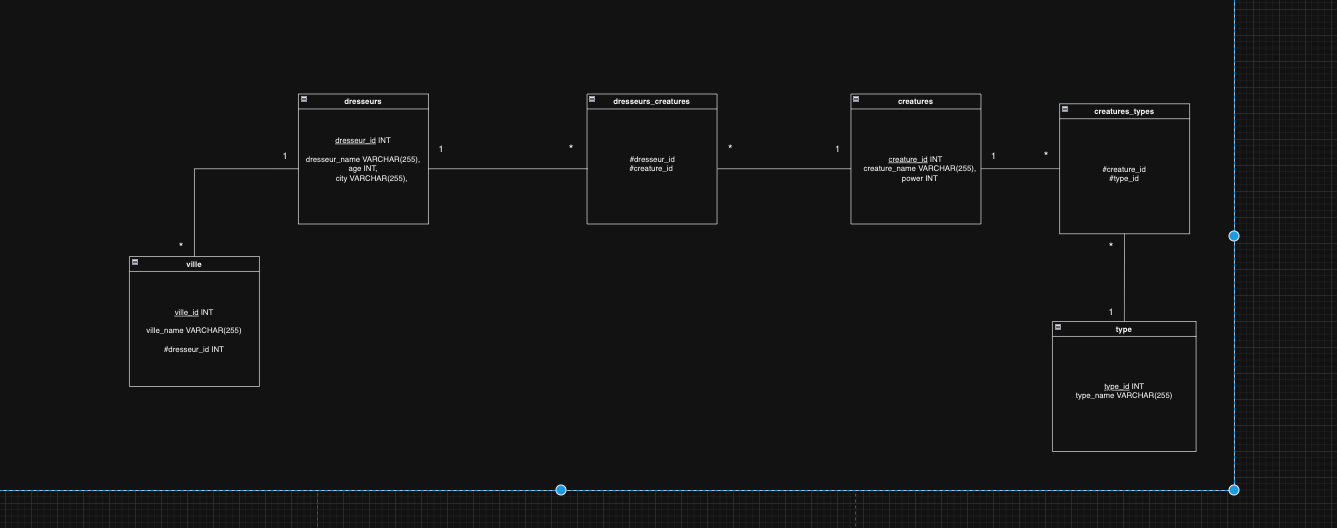 dresseurs
dresseur_id INT
dresseur_name VARCHAR(255),
age INT,
city VARCHAR(255),
1
1
*
dresseurs_creatures
#dresseur_id
#creature_id
*
1
creatures
creature_id INT
creature_name VARCHAR(255),
power INT
1
*
creatures_types
#creature_id
#type_id
*
1
type
type_id INT
type_name VARCHAR(255)
*
ville
ville_id INT
ville_name VARCHAR(255)
#dresseur_id INT